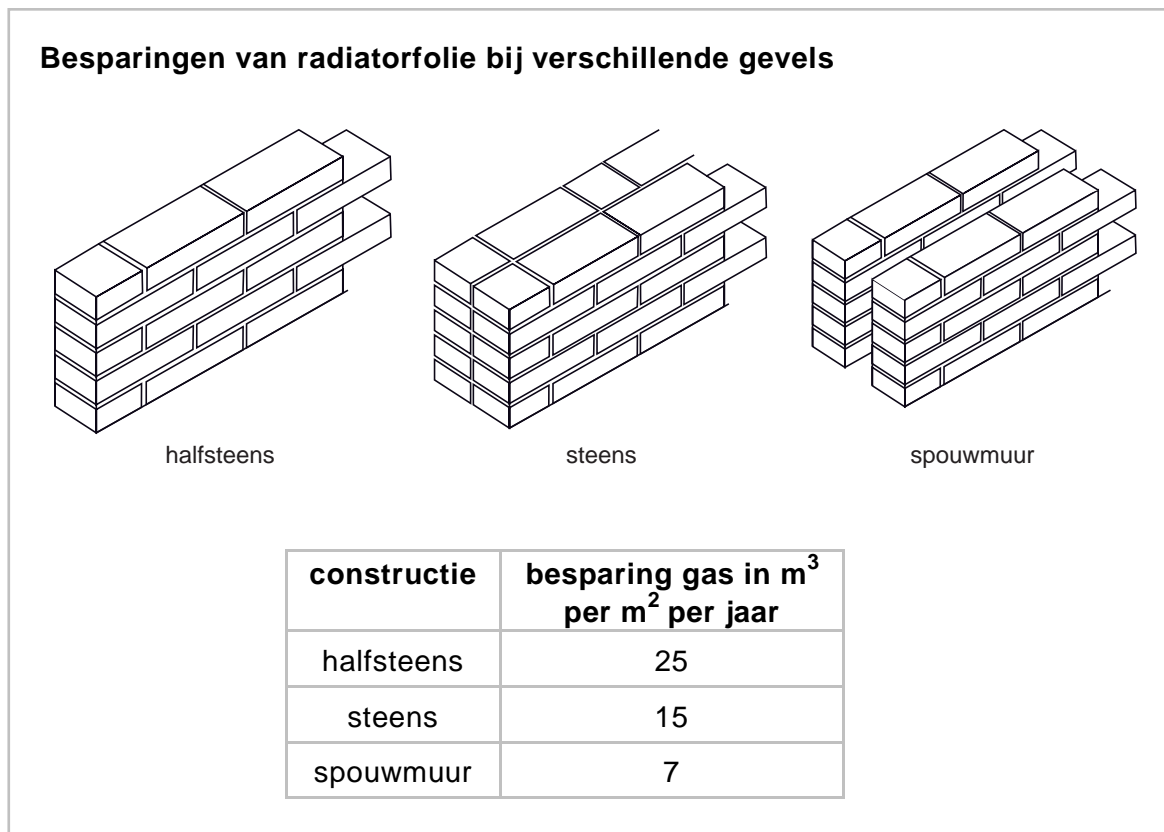 Besparingen van radiatorfolie bij verschillende gevels
halfsteens steens spouwmuur
constructie besparing gas in m³
per m² per jaar
halfsteens 25
steens 15
spouwmuur 7